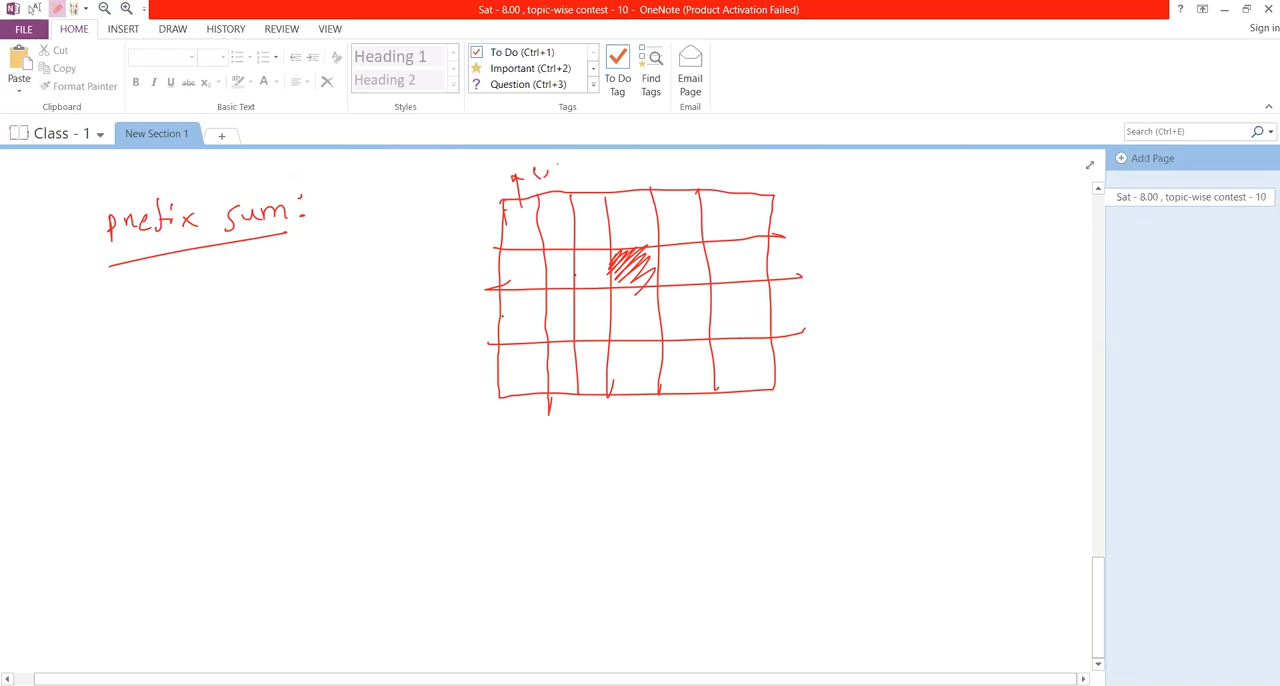 Sat - 8.00 , topic-wise contest - 10 - OneNote (Product Activation Failed)
FILE HOME INSERT DRAW HISTORY REVIEW VIEW Sign in
Paste
Cut
Copy
Format Painter
Clipboard
B I U abc X₂ A
Basic Text
Heading 1
Heading 2
Styles
To Do (Ctrl+1)
Important (Ctrl+2)
Question (Ctrl+3)
Tags
To Do Tag
Find Tags
Email Page
Email
Class - 1 New Section 1
Search (Ctrl+E)
Add Page
Sat - 8.00 , topic-wise contest - 10
prefix sum: